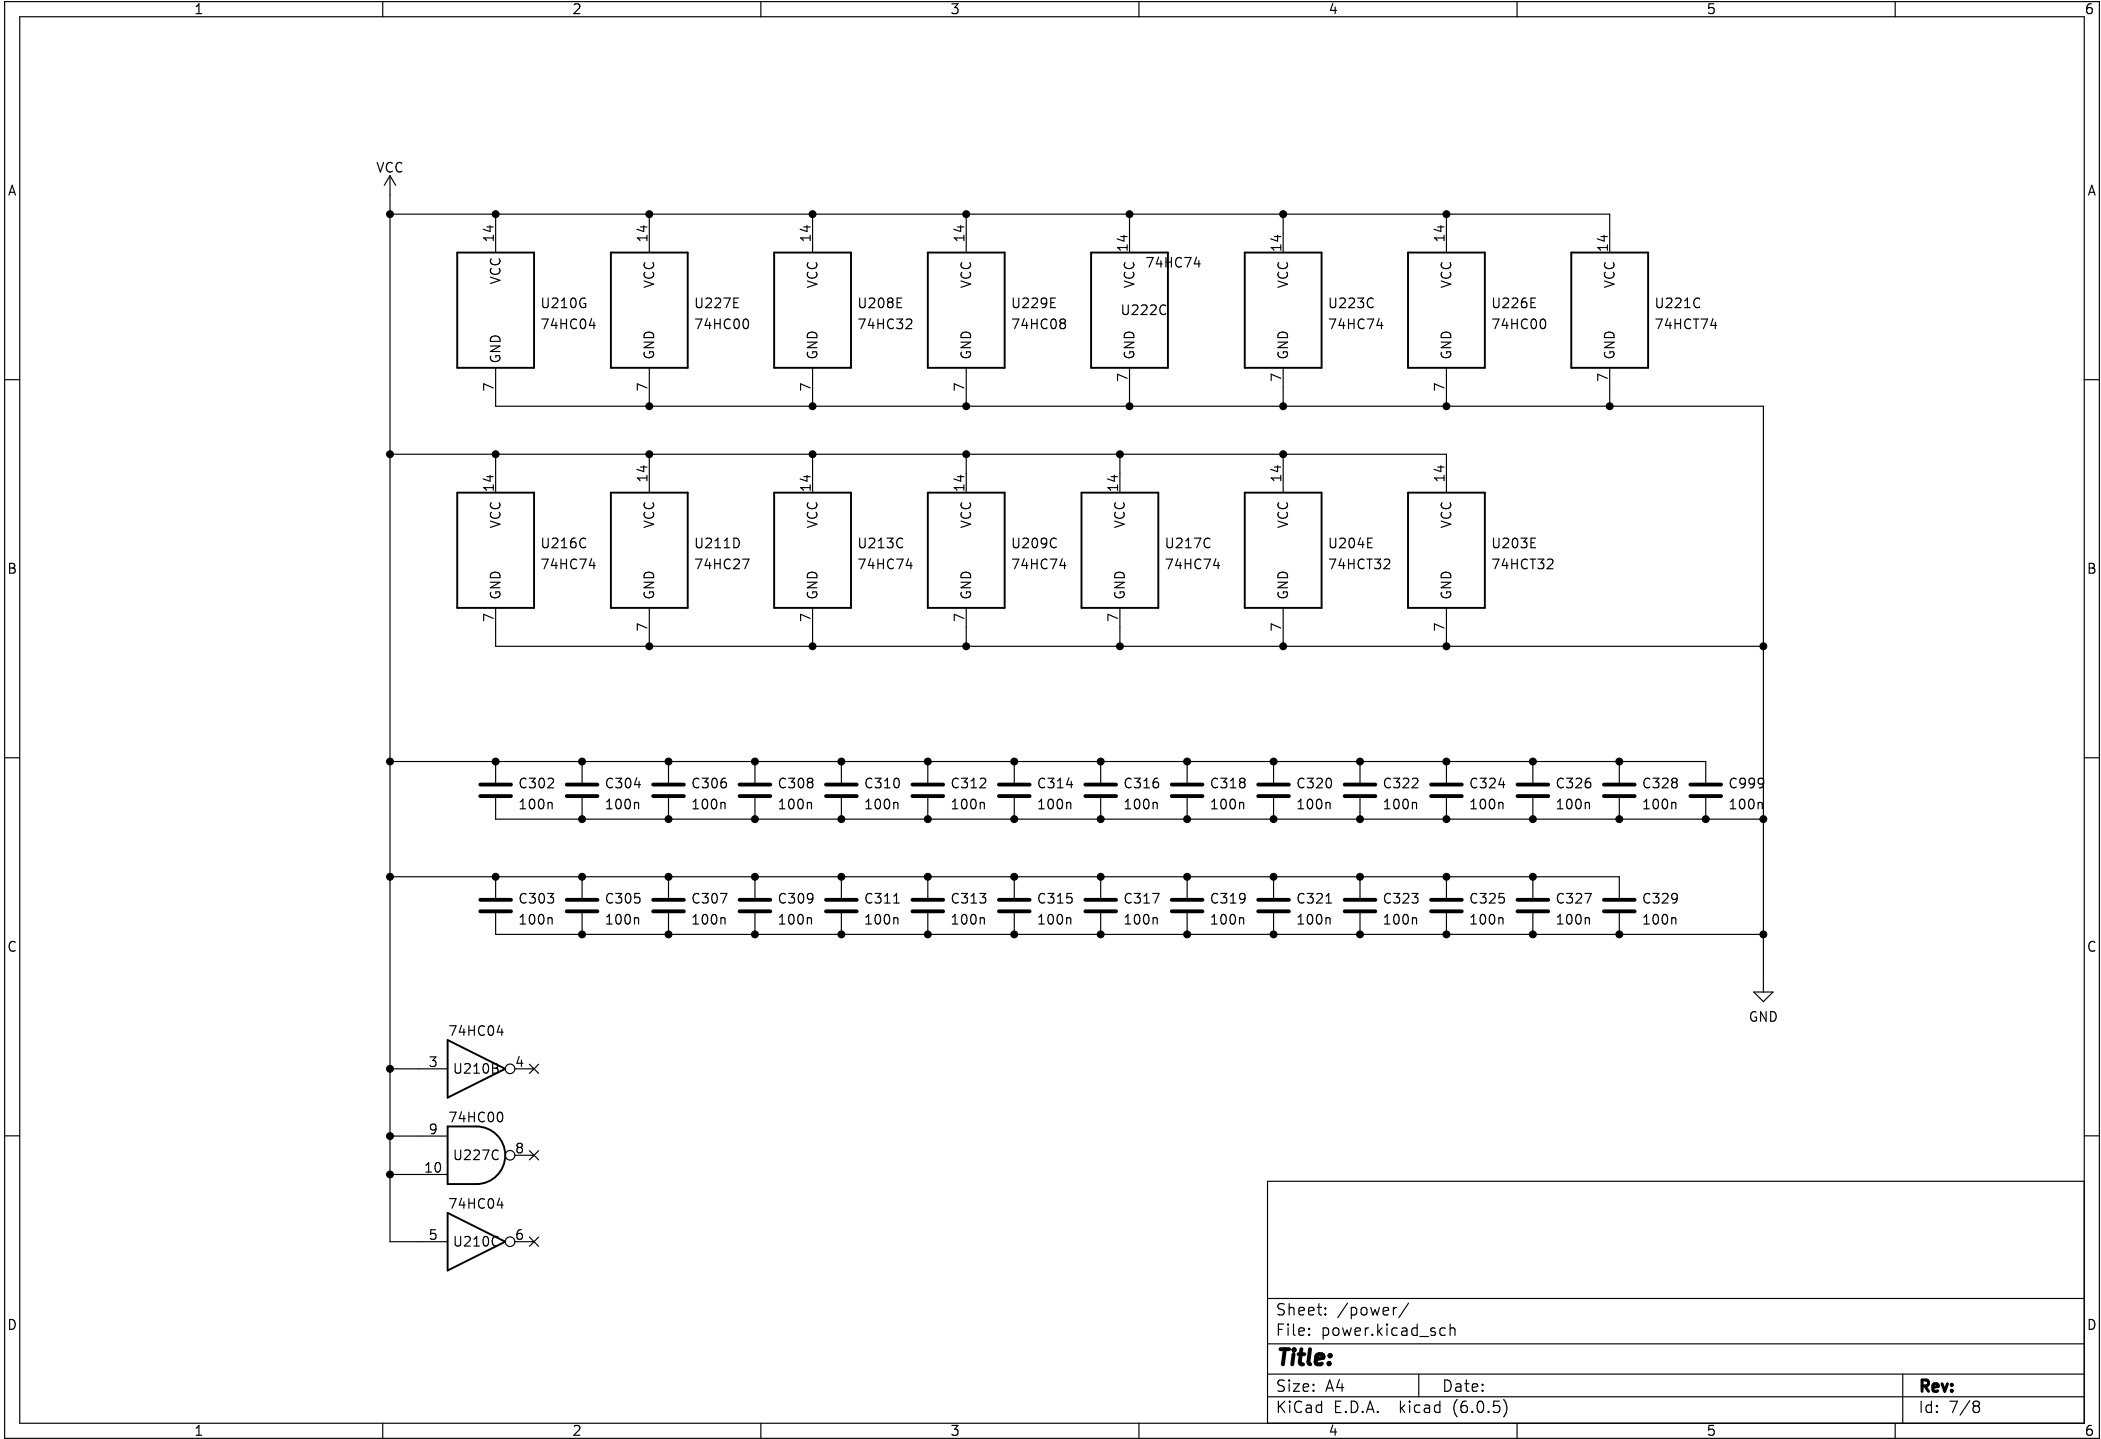 1 2 3 4 5 6
VCC
A A
14 14 14 14 14 14 14 14
VCC VCC VCC VCC VCC 74HC74 VCC VCC VCC
U210G U227E U208E U229E U222C U223C U226E U221C
74HC04 74HC00 74HC32 74HC08 74HC74 74HC00 74HCT74
GND GND GND GND GND GND GND GND
7 7 7 7 7 7 7 7
14 14 14 14 14 14 14
VCC VCC VCC VCC VCC VCC VCC
U216C U211D U213C U209C U217C U204E U203E
74HC74 74HC27 74HC74 74HC74 74HC74 74HCT32 74HCT32
B B
GND GND GND GND GND GND GND
7 7 7 7 7 7 7
C302 C304 C306 C308 C310 C312 C314 C316 C318 C320 C322 C324 C326 C328 C999
100n 100n 100n 100n 100n 100n 100n 100n 100n 100n 100n 100n 100n 100n 100n
C303 C305 C307 C309 C311 C313 C315 C317 C319 C321 C323 C325 C327 C329
100n 100n 100n 100n 100n 100n 100n 100n 100n 100n 100n 100n 100n 100n
C C
GND
74HC04
3 U210B 4
74HC00
9
U227C 8
10
74HC04
5 U210C 6
Sheet: /power/
File: power.kicad_sch
D D
Title:
Size: A4 Date: Rev:
KiCad E.D.A. kicad (6.0.5) Id: 7/8
1 2 3 4 5 6